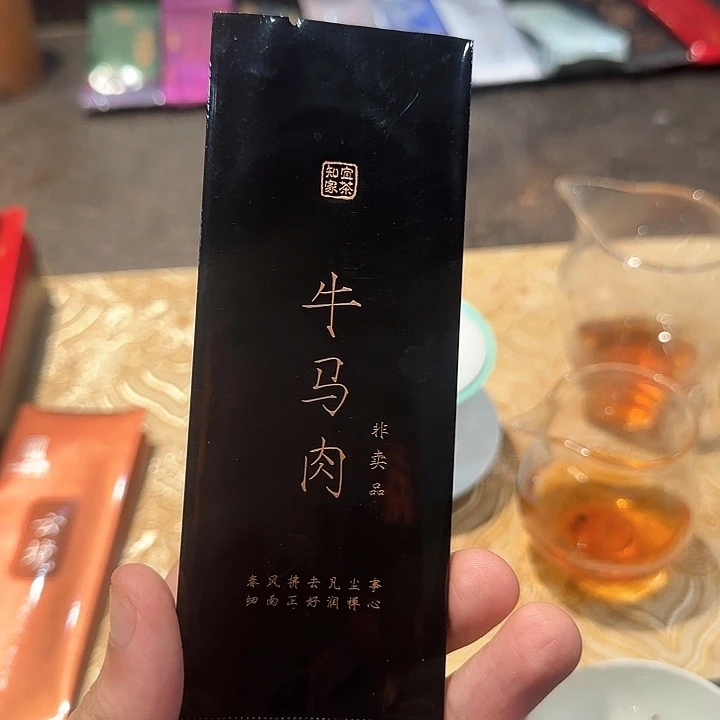 宜茶
知家
牛马肉
非卖品
春风拂去凡尘事
细雨正好润禅心